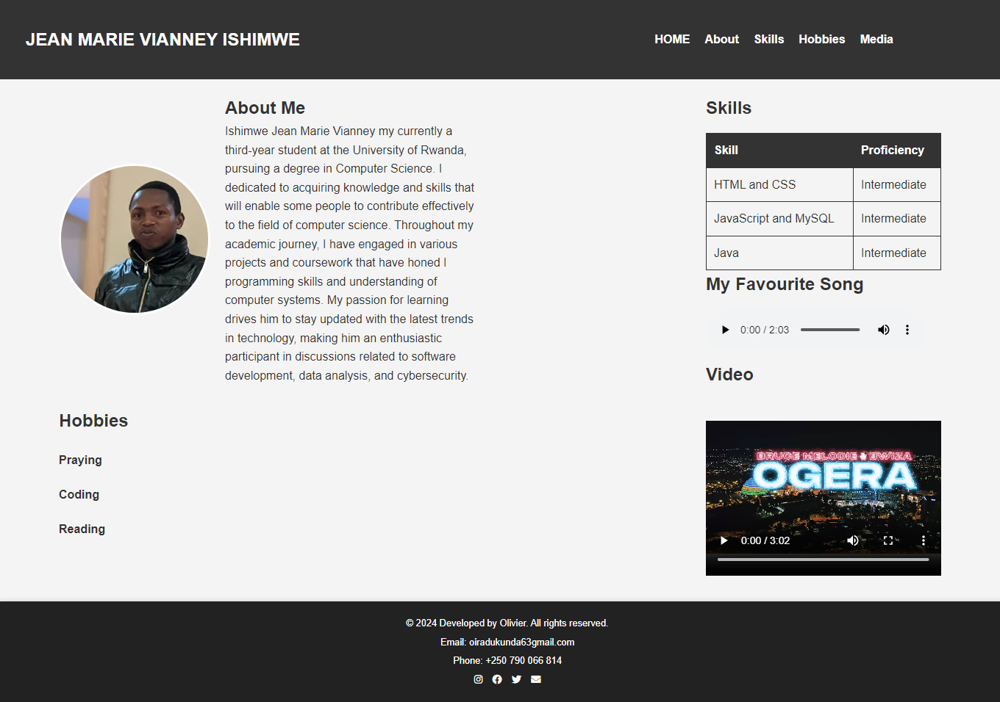 JEAN MARIE VIANNEY ISHIMWE
HOME About Skills Hobbies Media
About Me
Ishimwe Jean Marie Vianney my currently a
third-year student at the University of Rwanda,
pursuing a degree in Computer Science. I
dedicated to acquiring knowledge and skills that
will enable some people to contribute effectively
to the field of computer science. Throughout my
academic journey, I have engaged in various
projects and coursework that have honed I
programming skills and understanding of
computer systems. My passion for learning
drives him to stay updated with the latest trends
in technology, making him an enthusiastic
participant in discussions related to software
development, data analysis, and cybersecurity.
Hobbies
Praying
Coding
Reading
Skills
Skill Proficiency
HTML and CSS Intermediate
JavaScript and MySQL Intermediate
Java Intermediate
My Favourite Song
0:00 / 2:03
Video
BRUCE MELODIE BWIZA
OGERA
0:00 / 3:02
© 2024 Developed by Olivier. All rights reserved.
Email: oiradukunda63gmail.com
Phone: +250 790 066 814